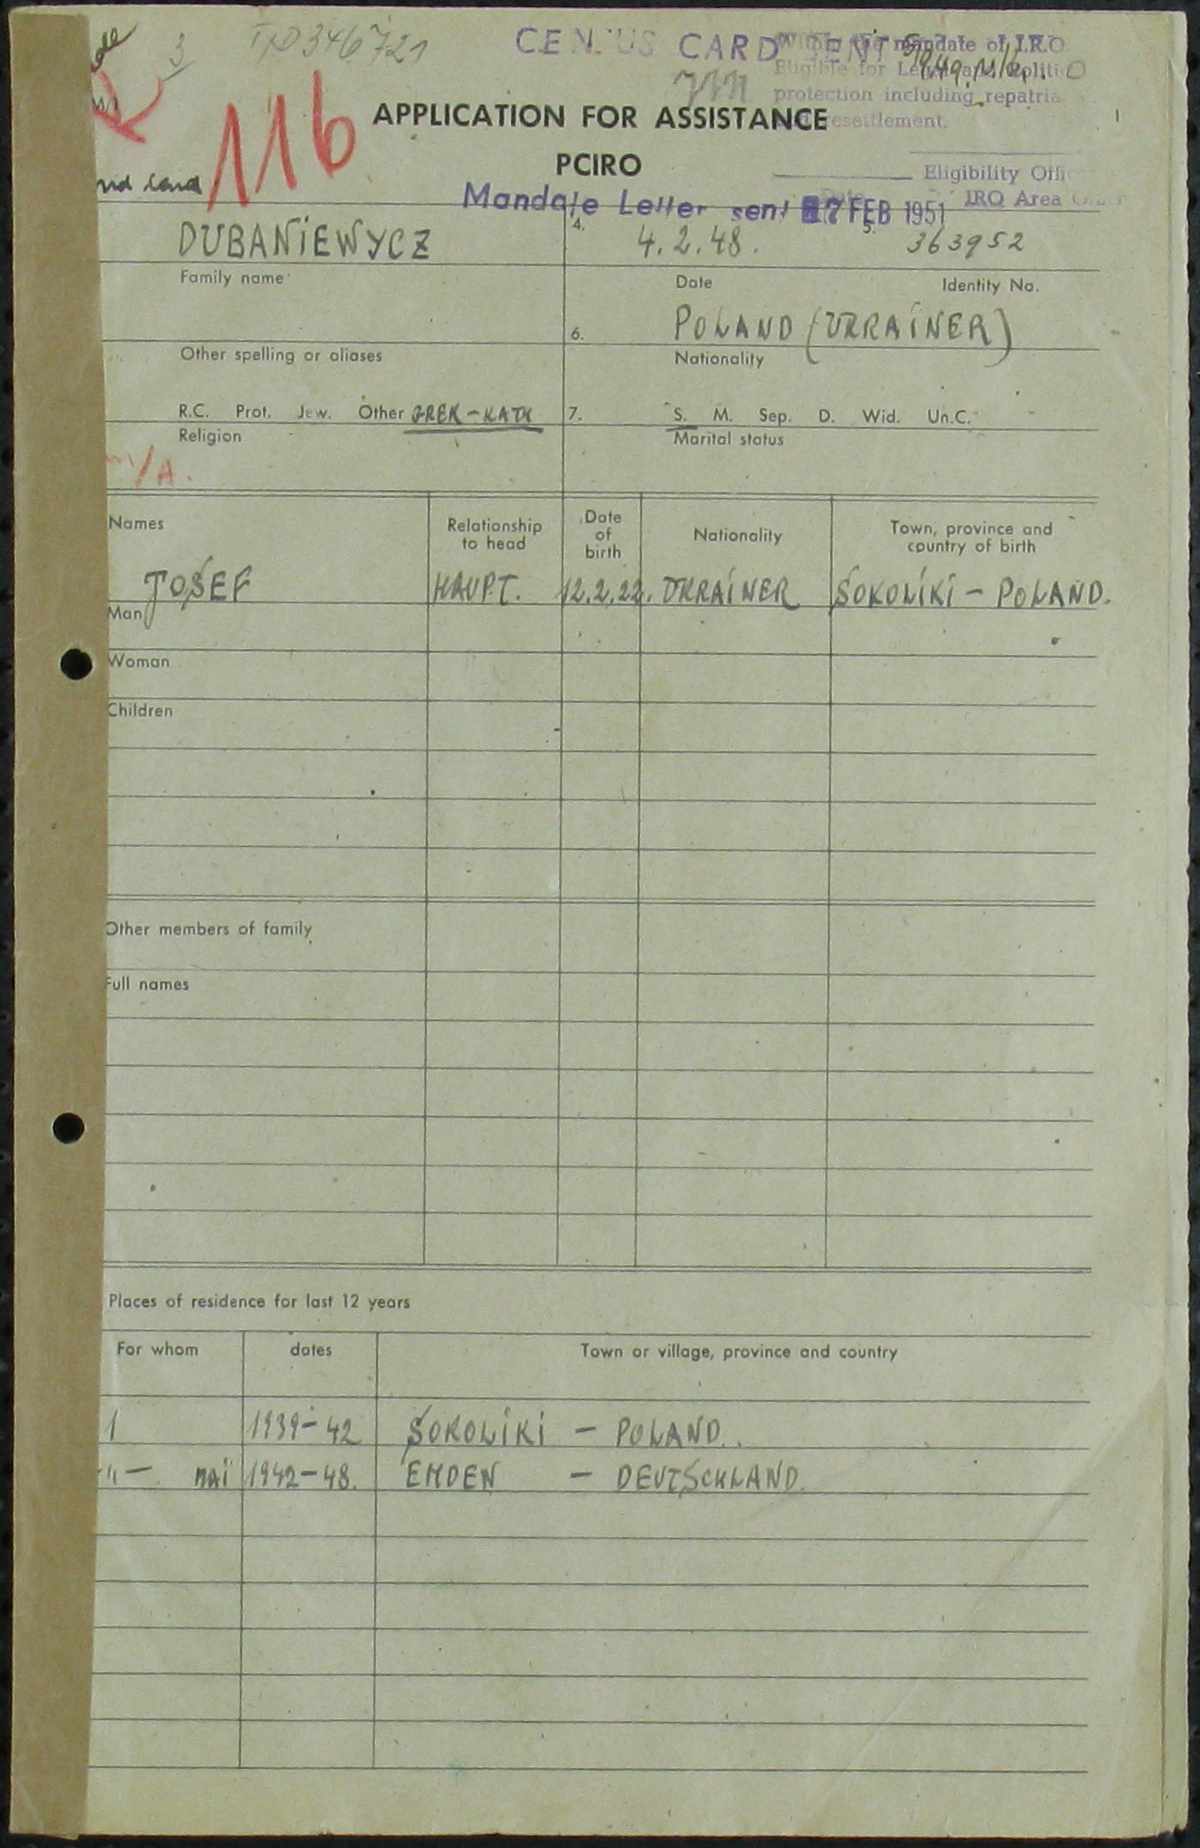 3 TD 346721 CENSUS CARD SENT
Within the mandate of I.R.O
Eligible for Legal and Politi
protection including repatria
resettlement.
116 APPLICATION FOR ASSISTANCE
PCIRO
Eligibility Offi
Date IRO Area
Mandate Letter sent 27 FEB 1951
DUBANIEWYCZ 4. 4.2.48. 5. 363952
Family name Date Identity No.
6. POLAND (UKRAINER)
Other spelling or aliases Nationality
R.C. Prot. Jew. Other GREK-KATH 7. S. M. Sep. D. Wid. Un.C.
Religion Marital status
Names Relationship to head Date of birth Nationality Town, province and country of birth
JOSEF HAUPT. 12.2.22. UKRAINER SOKOLIKI - POLAND.
Man
Woman
Children
Other members of family
Full names
Places of residence for last 12 years
For whom dates Town or village, province and country
1 1939-42 SOKOLIKI - POLAND.
-"- MAI 1942-48. EMDEN - DEUTSCHLAND.